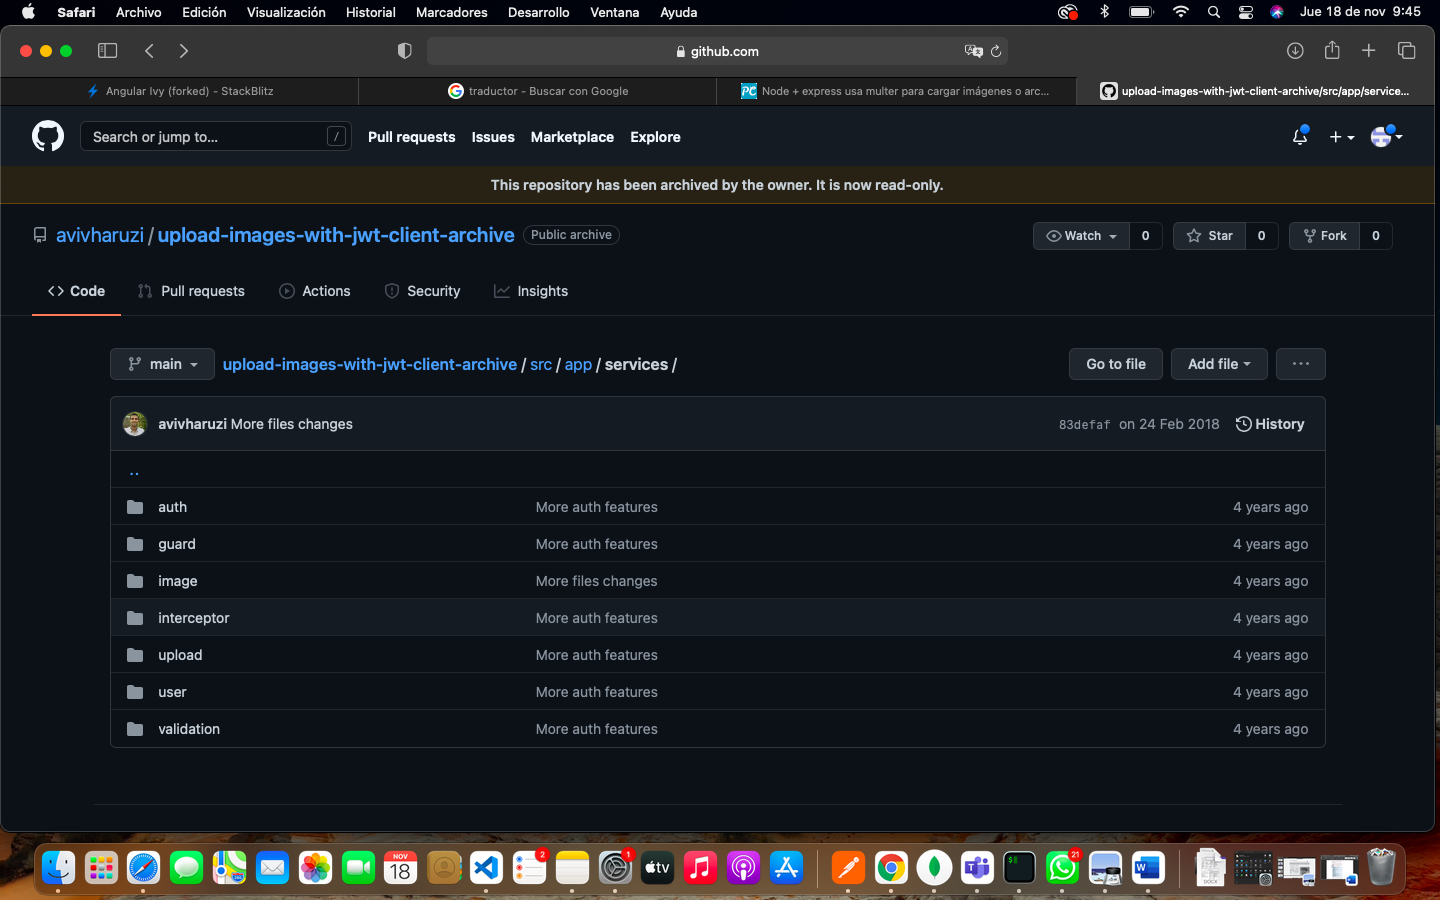 Safari Archivo Edición Visualización Historial Marcadores Desarrollo Ventana Ayuda Jue 18 de nov 9:45
github.com
Angular Ivy (forked) - StackBlitz
traductor - Buscar con Google
PC Node + express usa multer para cargar imágenes o arc...
upload-images-with-jwt-client-archive/src/app/service...
Search or jump to... / Pull requests Issues Marketplace Explore
This repository has been archived by the owner. It is now read-only.
avivharuzi / upload-images-with-jwt-client-archive Public archive Watch 0 Star 0 Fork 0
Code Pull requests Actions Security Insights
main upload-images-with-jwt-client-archive / src / app / services / Go to file Add file ...
avivharuzi More files changes 83defaf on 24 Feb 2018 History
..
auth More auth features 4 years ago
guard More auth features 4 years ago
image More files changes 4 years ago
interceptor More auth features 4 years ago
upload More auth features 4 years ago
user More auth features 4 years ago
validation More auth features 4 years ago
NOV
18
2
1
tv
$
21
W
DOCX